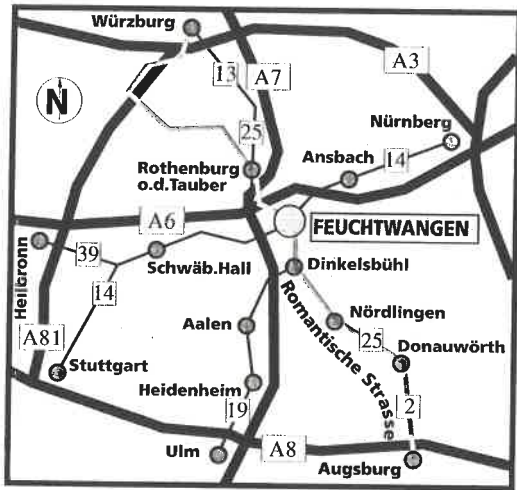 Würzburg
13
A7
A3
Nürnberg
N
25
Ansbach
14
Rothenburg
o.d.Tauber
A6
FEUCHTWANGEN
39
Heilbronn
Schwäb.Hall
Dinkelsbühl
14
Romantische Strasse
Aalen
Nördlingen
25
A81
Donauwörth
Stuttgart
Heidenheim
19
2
Ulm
A8
Augsburg